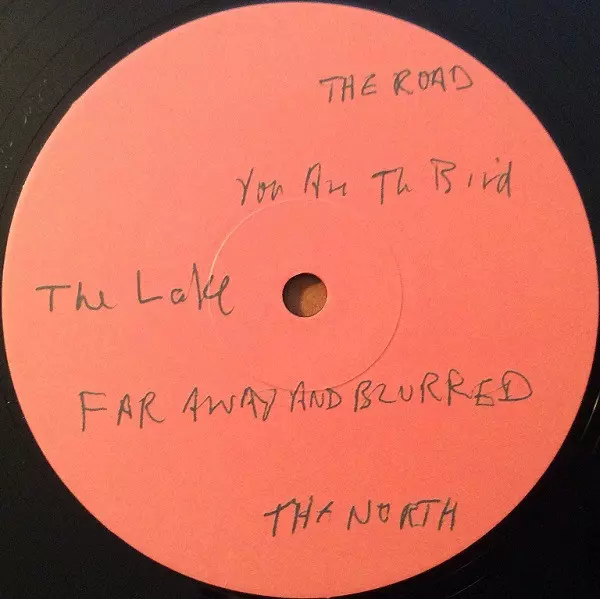 THE ROAD
You Are The Bird
The Lake
FAR AWAY AND BLURRED
THE NORTH